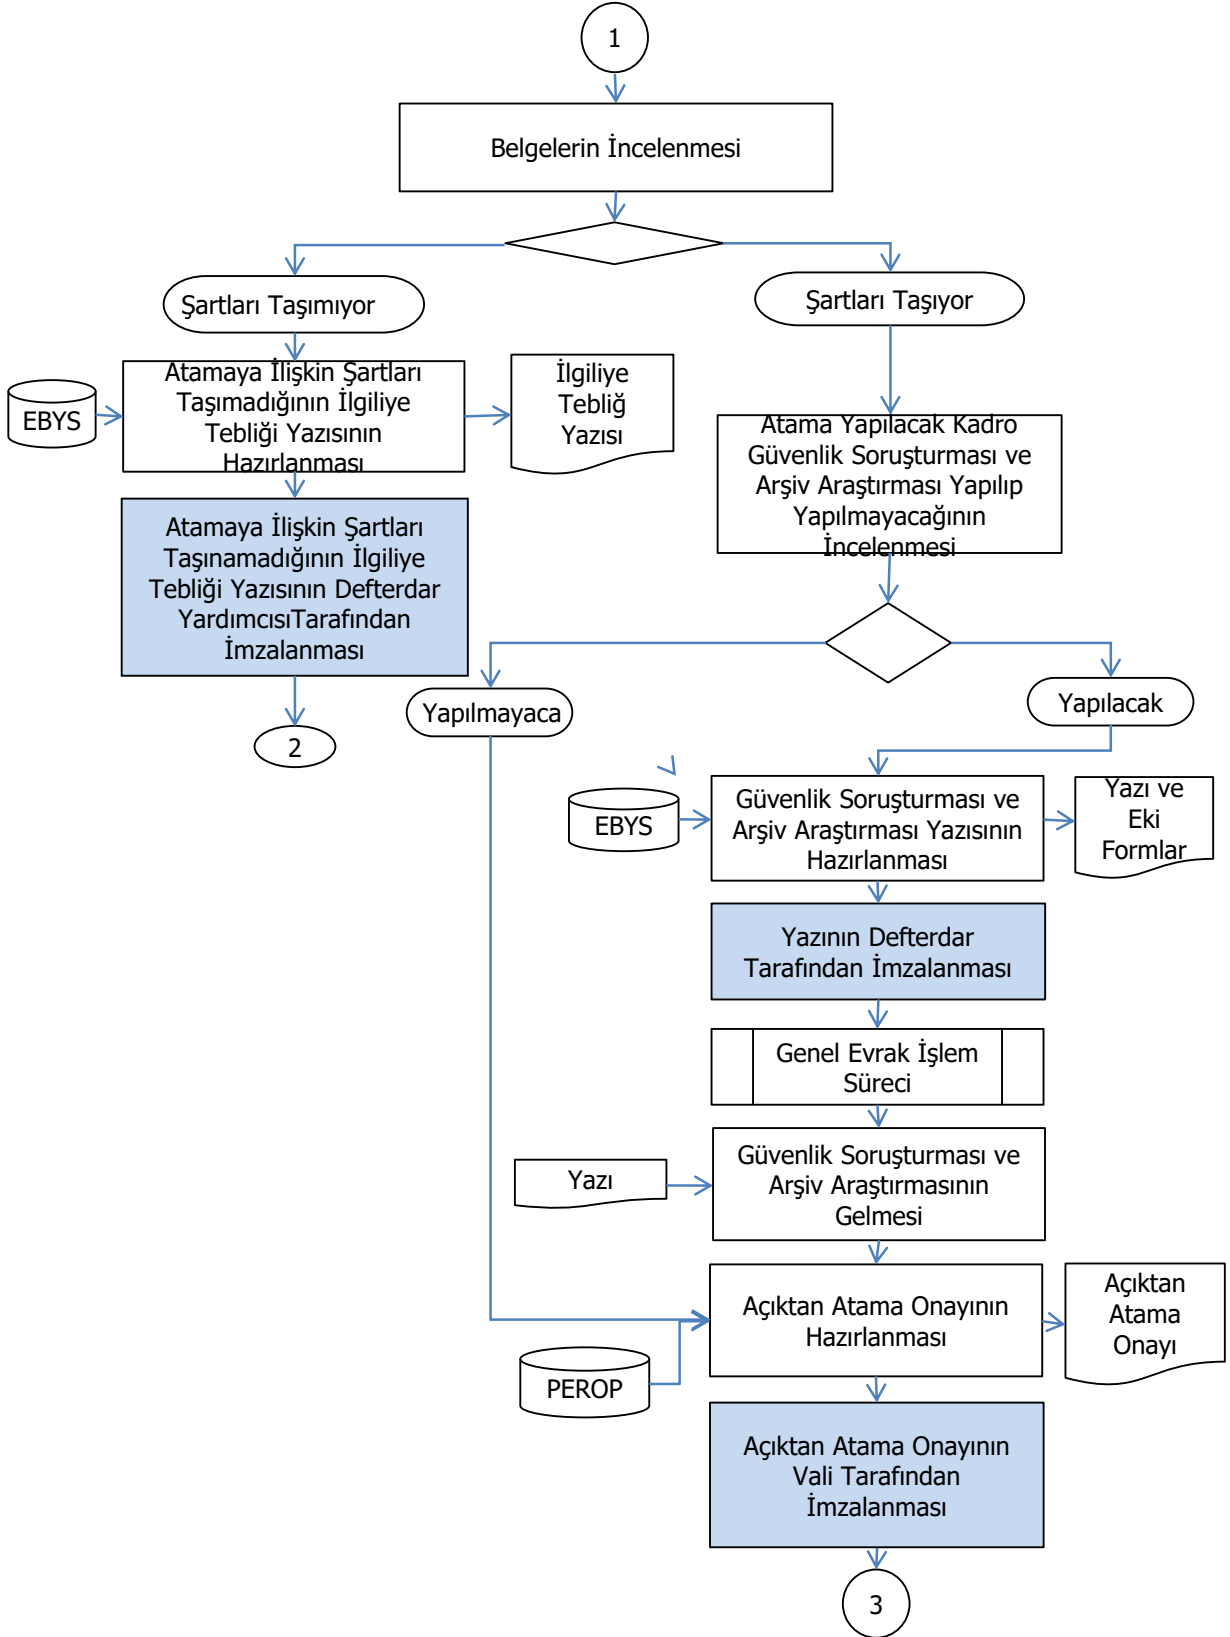 1
Belgelerin İncelenmesi
Şartları Taşımıyor
Şartları Taşıyor
EBYS
Atamaya İlişkin Şartları
Taşımadığının İlgiliye
Tebliği Yazısının
Hazırlanması
İlgiliye
Tebliğ
Yazısı
Atama Yapılacak Kadro
Güvenlik Soruşturması ve
Arşiv Araştırması Yapılıp
Yapılmayacağının
İncelenmesi
Atamaya İlişkin Şartları
Taşınamadığının İlgiliye
Tebliği Yazısının Defterdar
YardımcısıTarafından
İmzalanması
2
Yapılmayaca
Yapılacak
EBYS
Güvenlik Soruşturması ve
Arşiv Araştırması Yazısının
Hazırlanması
Yazı ve
Eki
Formlar
Yazının Defterdar
Tarafından İmzalanması
Genel Evrak İşlem
Süreci
Yazı
Güvenlik Soruşturması ve
Arşiv Araştırmasının
Gelmesi
Açıktan Atama Onayının
Hazırlanması
Açıktan
Atama
Onayı
PEROP
Açıktan Atama Onayının
Vali Tarafından
İmzalanması
3